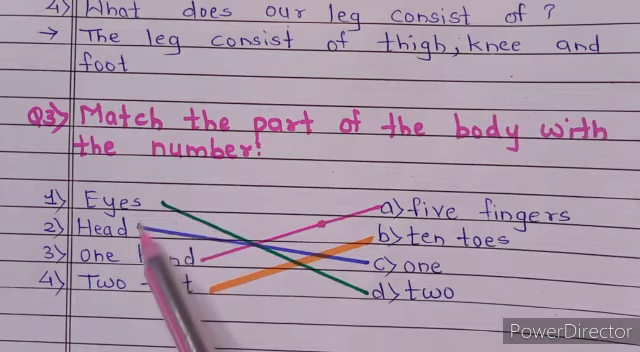 4) What does our leg consist of?
→ The leg consist of thigh, knee and
foot
Q3) Match the part of the body with
the number!
1) Eyes a) five fingers
2) Head b) ten toes
3) One c) one
4) Two d) two
PowerDirector